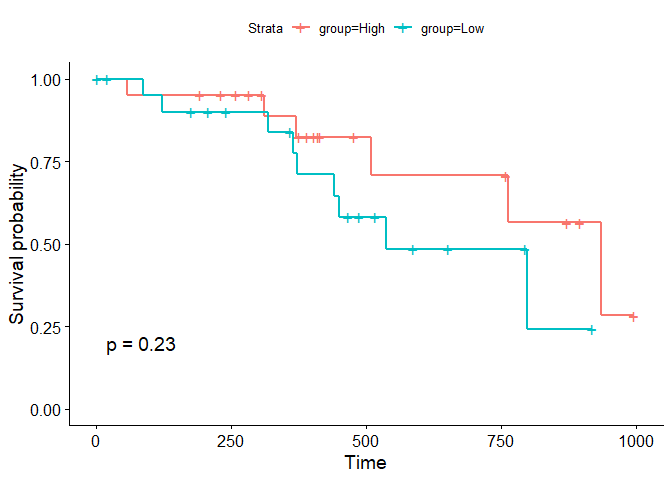 Strata group=High group=Low
Survival probability
1.00
0.75
0.50
0.25
0.00
p = 0.23
0 250 500 750 1000
Time